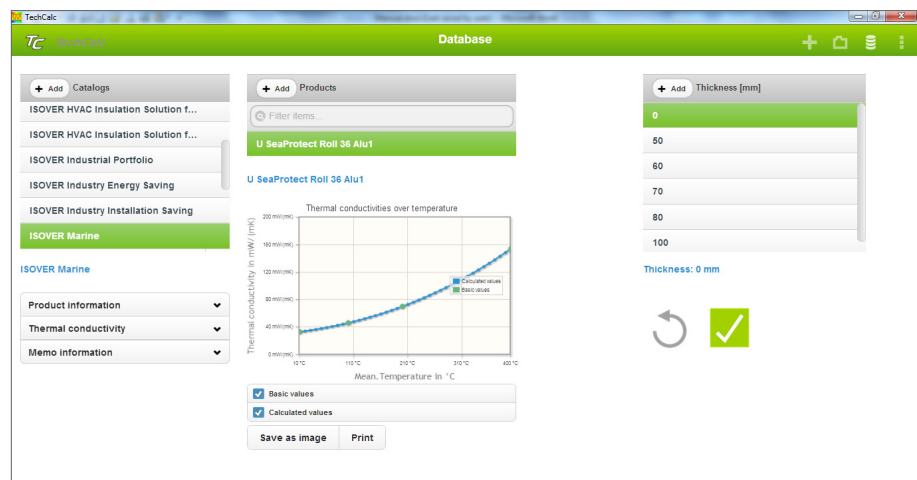 TechCalc
TC TechCalc
Database
+ Add Catalogs
ISOVER HVAC Insulation Solution f...
ISOVER HVAC Insulation Solution f...
ISOVER Industrial Portfolio
ISOVER Industry Energy Saving
ISOVER Industry Installation Saving
ISOVER Marine
ISOVER Marine
Product information
Thermal conductivity
Memo information
+ Add Products
Filter items...
U SeaProtect Roll 36 Alu1
U SeaProtect Roll 36 Alu1
Thermal conductivities over temperature
Thermal conductivity in mW/ (mK)
200 mW/(mK)
160 mW/(mK)
120 mW/(mK)
80 mW/(mK)
40 mW/(mK)
0 mW/(mK)
Calculated values
Basic values
10 °C 110 °C 210 °C 310 °C 400 °C
Mean.Temperature In °C
Basic values
Calculated values
Save as image Print
+ Add Thickness [mm]
0
50
60
70
80
100
Thickness: 0 mm